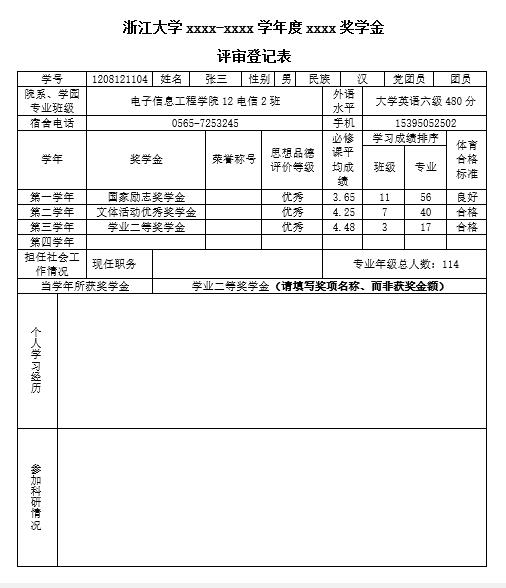 浙江大学 xxxx-xxxx 学年度 xxxx 奖学金
评审登记表
学号 1208121104 姓名 张三 性别 男 民族 汉 党团员 团员
院系、学园专业班级 电子信息工程学院 12 电信 2 班 外语水平 大学英语六级 480 分
宿舍电话 0565-7253245 手机 15395052502
学年 奖学金 荣誉称号 思想品德评价等级 必修课平均成绩 学习成绩排序 体育合格标准
班级 专业
第一学年 国家励志奖学金 优秀 3.65 11 56 良好
第二学年 文体活动优秀奖学金 优秀 4.25 7 40 合格
第三学年 学业二等奖学金 优秀 4.48 3 17 合格
第四学年
担任社会工作情况 现任职务 专业年级总人数：114
当学年所获奖学金 学业二等奖学金（请填写奖项名称、而非获奖金额）
个人学习经历
参加科研情况